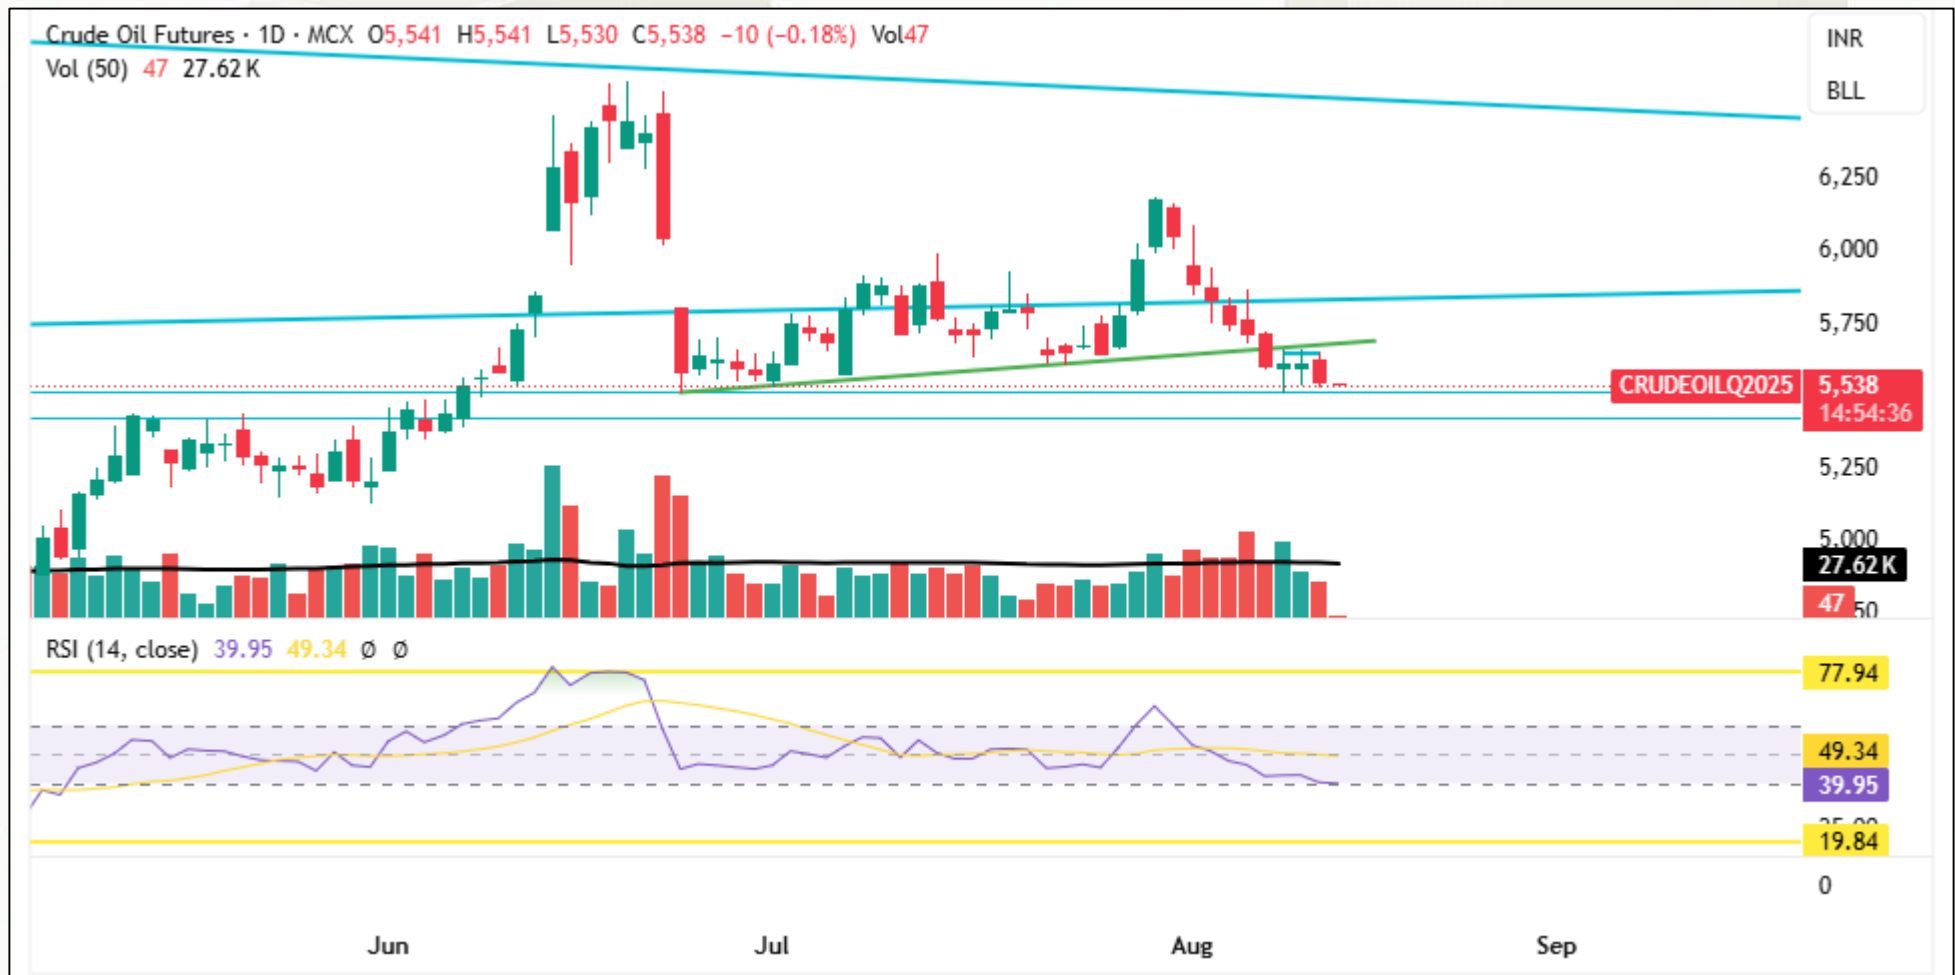 Crude Oil Futures · 1D · MCX O5,541 H5,541 L5,530 C5,538 −10 (−0.18%) Vol47
Vol (50) 47 27.62 K
INR
BLL
6,250
6,000
5,750
CRUDEOILQ2025 5,538
14:54:36
5,250
5,000
27.62 K
47
50
RSI (14, close) 39.95 49.34 Ø Ø
77.94
49.34
39.95
19.84
0
Jun Jul Aug Sep